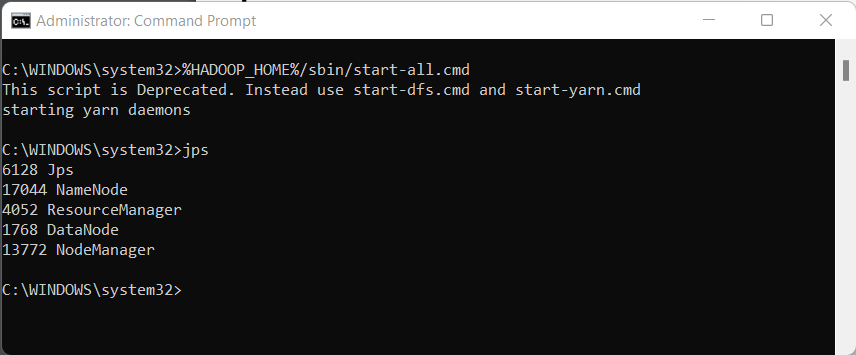 Administrator: Command Prompt
C:\WINDOWS\system32>%HADOOP_HOME%/sbin/start-all.cmd
This script is Deprecated. Instead use start-dfs.cmd and start-yarn.cmd
starting yarn daemons
C:\WINDOWS\system32>jps
6128 Jps
17044 NameNode
4052 ResourceManager
1768 DataNode
13772 NodeManager
C:\WINDOWS\system32>